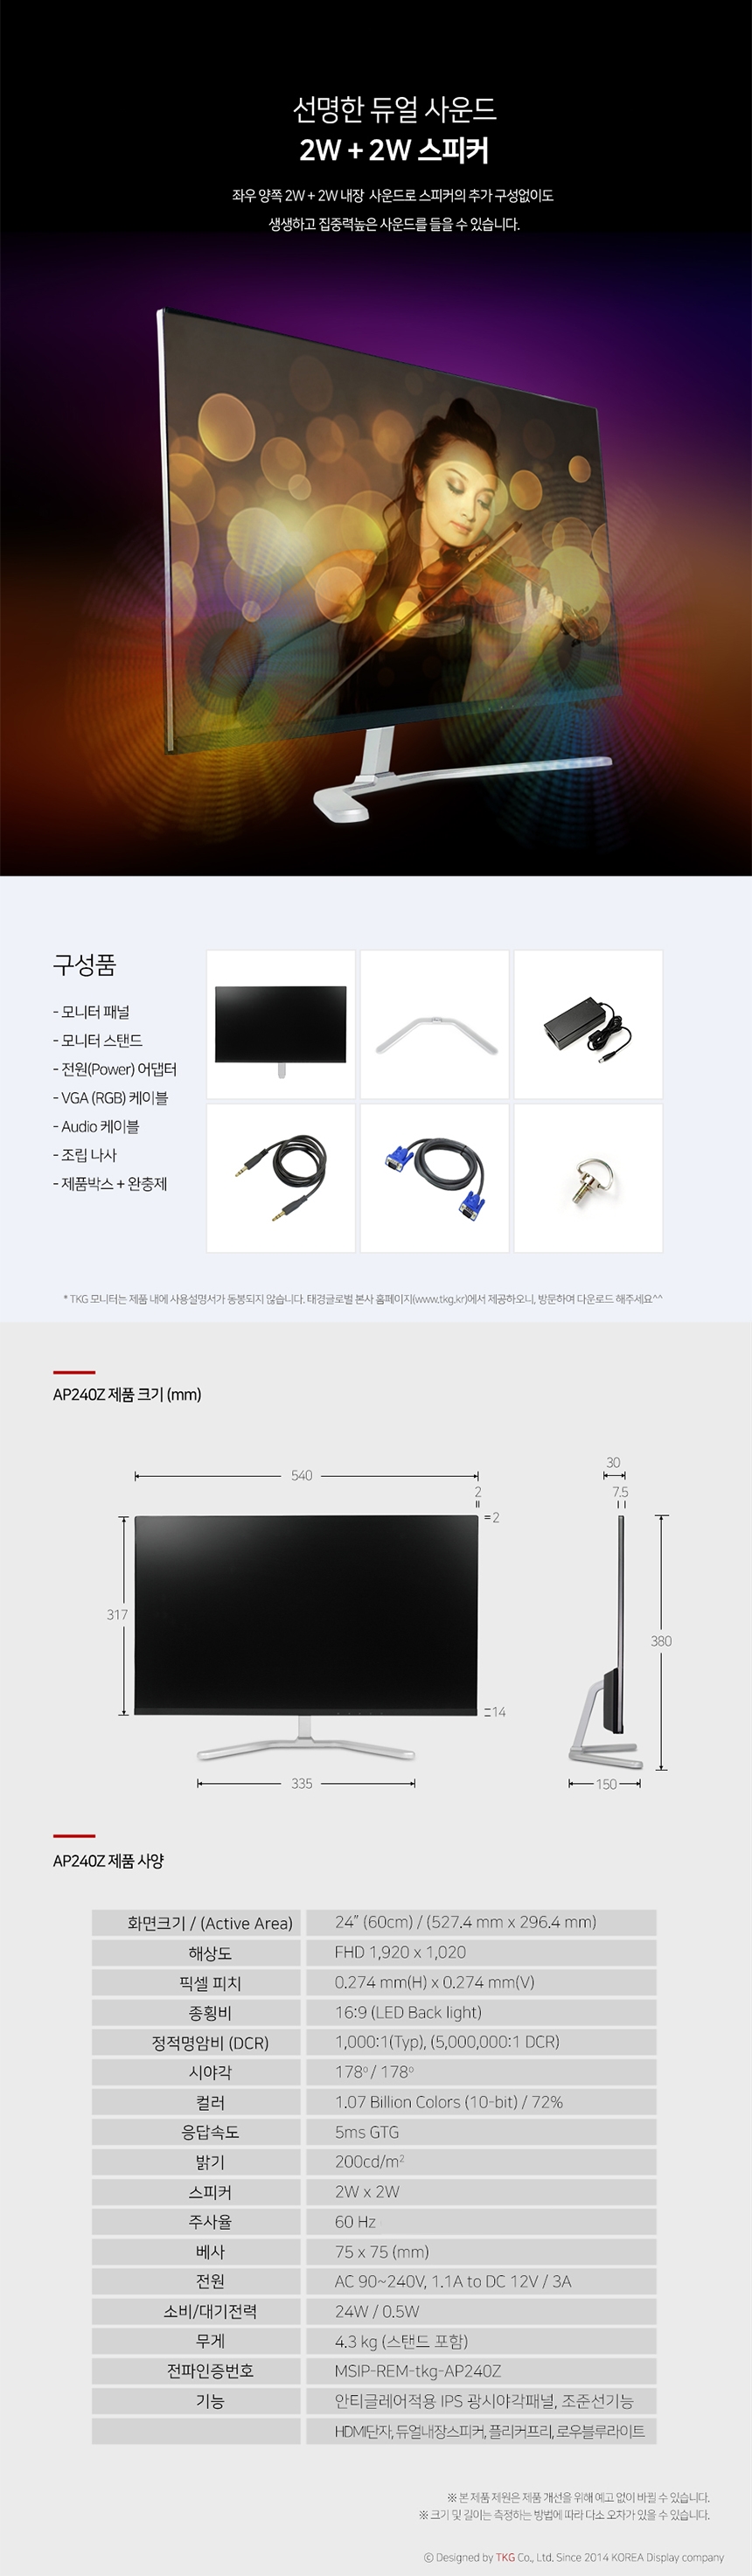 선명한 듀얼 사운드
2W + 2W 스피커
좌우 양쪽 2W + 2W 내장 사운드로 스피커의 추가 구성없이도
생생하고 집중력높은 사운드를 들을 수 있습니다.
구성품
- 모니터 패널
- 모니터 스탠드
- 전원(Power) 어댑터
- VGA (RGB) 케이블
- Audio 케이블
- 조립 나사
- 제품박스 + 완충제
* TKG 모니터는 제품 내에 사용설명서가 동봉되지 않습니다. 태경글로벌 본사 홈페이지(www.tkg.kr)에서 제공하오니, 방문하여 다운로드 해주세요^^
AP240Z 제품 크기 (mm)
540
2
2
317
14
335
30
7.5
380
150
AP240Z 제품 사양
화면크기 / (Active Area) 24” (60cm) / (527.4 mm x 296.4 mm)
해상도 FHD 1,920 x 1,020
픽셀 피치 0.274 mm(H) x 0.274 mm(V)
종횡비 16:9 (LED Back light)
정적명암비 (DCR) 1,000:1(Typ), (5,000,000:1 DCR)
시야각 178º / 178º
컬러 1.07 Billion Colors (10-bit) / 72%
응답속도 5ms GTG
밝기 200cd/m²
스피커 2W x 2W
주사율 60 Hz
베사 75 x 75 (mm)
전원 AC 90~240V, 1.1A to DC 12V / 3A
소비/대기전력 24W / 0.5W
무게 4.3 kg (스탠드 포함)
전파인증번호 MSIP-REM-tkg-AP240Z
기능 안티글레어적용 IPS 광시야각패널, 조준선기능
HDMI단자, 듀얼내장스피커, 플리커프리, 로우블루라이트
※ 본 제품 제원은 제품 개선을 위해 예고 없이 바뀔 수 있습니다.
※ 크기 및 길이는 측정하는 방법에 따라 다소 오차가 있을 수 있습니다.
ⓒ Designed by TKG Co., Ltd. Since 2014 KOREA Display company